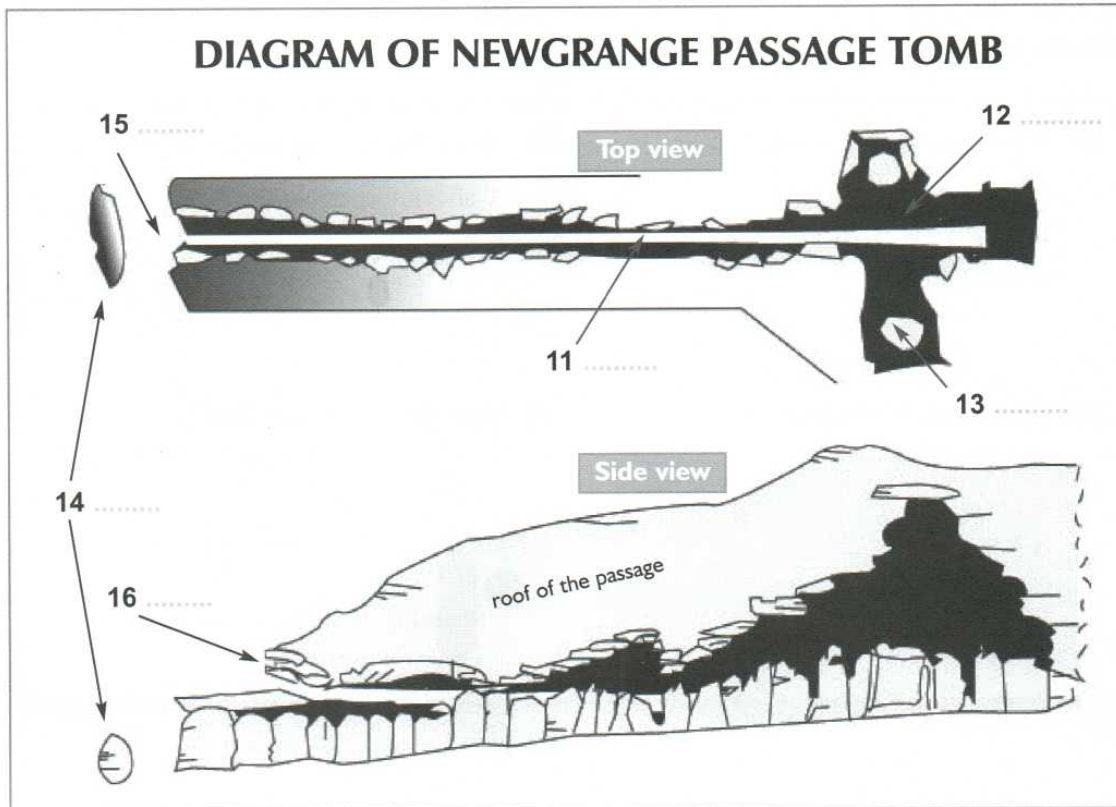 DIAGRAM OF NEWGRANGE PASSAGE TOMB
15 ..........
Top view
12 ..............
11 ...........
13 ...............
Side view
14 ...........
roof of the passage
16 ..........